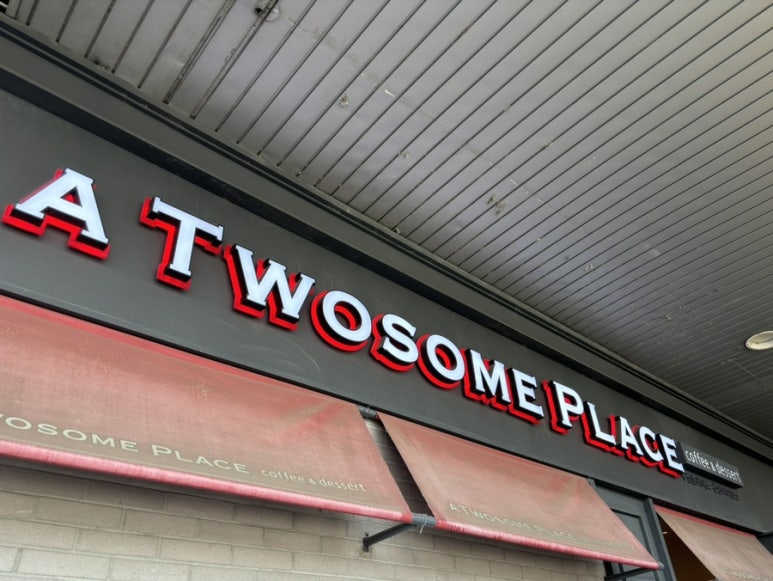 A TWOSOME PLACE coffee & dessert
WOSOME PLACE coffee & dessert
A TWOSOME PLACE